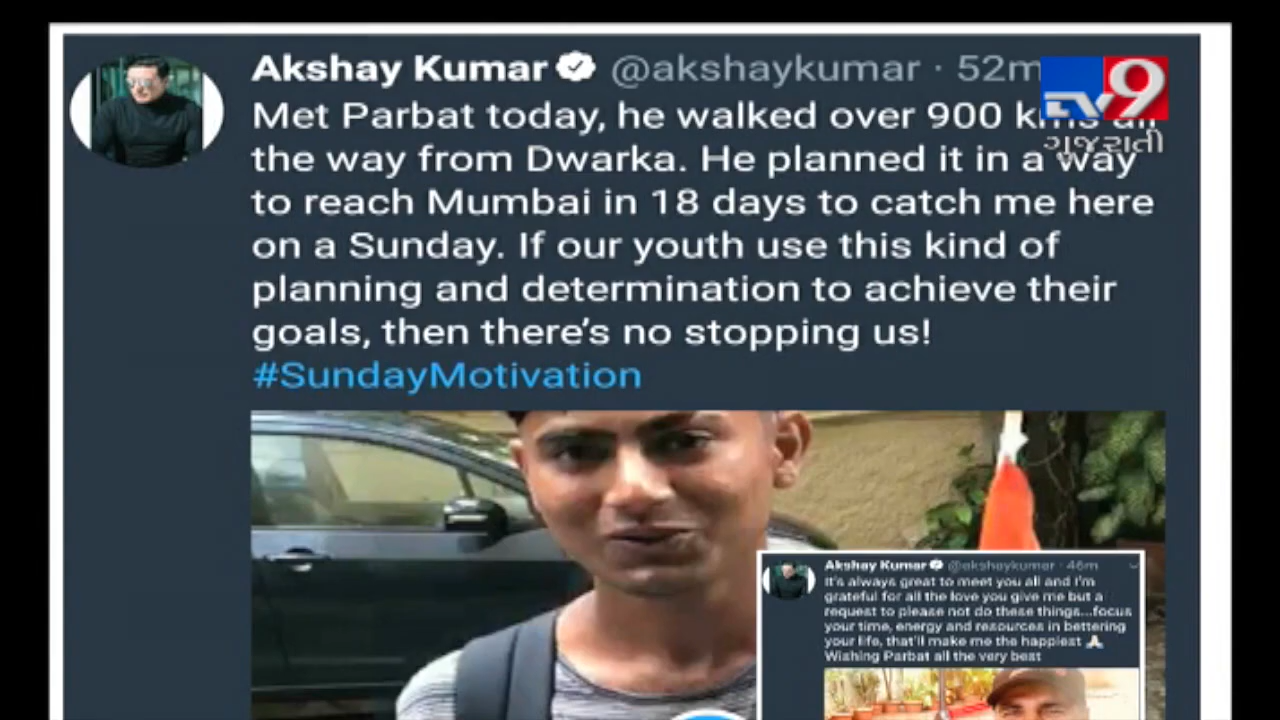 Akshay Kumar @akshaykumar · 52m
Met Parbat today, he walked over 900 kms all
the way from Dwarka. He planned it in a way
to reach Mumbai in 18 days to catch me here
on a Sunday. If our youth use this kind of
planning and determination to achieve their
goals, then there's no stopping us!
#SundayMotivation
TV9
ગુજરાતી
Akshay Kumar @akshaykumar · 46m
It's always great to meet you all and I'm
grateful for all the love you give me but a
request to please not do these things...focus
your time, energy and resources in bettering
your life, that'll make me the happiest 🙏🏻
Wishing Parbat all the very best